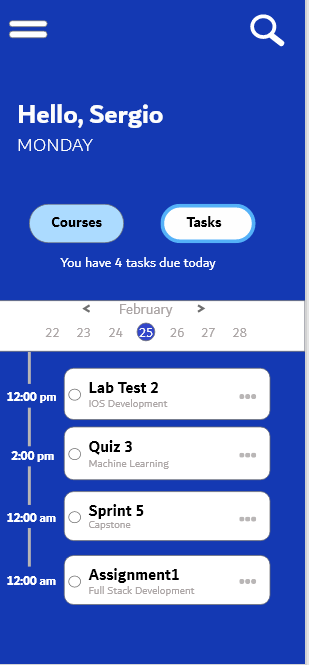 Hello, Sergio
MONDAY
Courses Tasks
You have 4 tasks due today
< February >
22 23 24 25 26 27 28
12:00 pm
Lab Test 2
IOS Development
2:00 pm
Quiz 3
Machine Learning
12:00 am
Sprint 5
Capstone
12:00 am
Assignment1
Full Stack Development